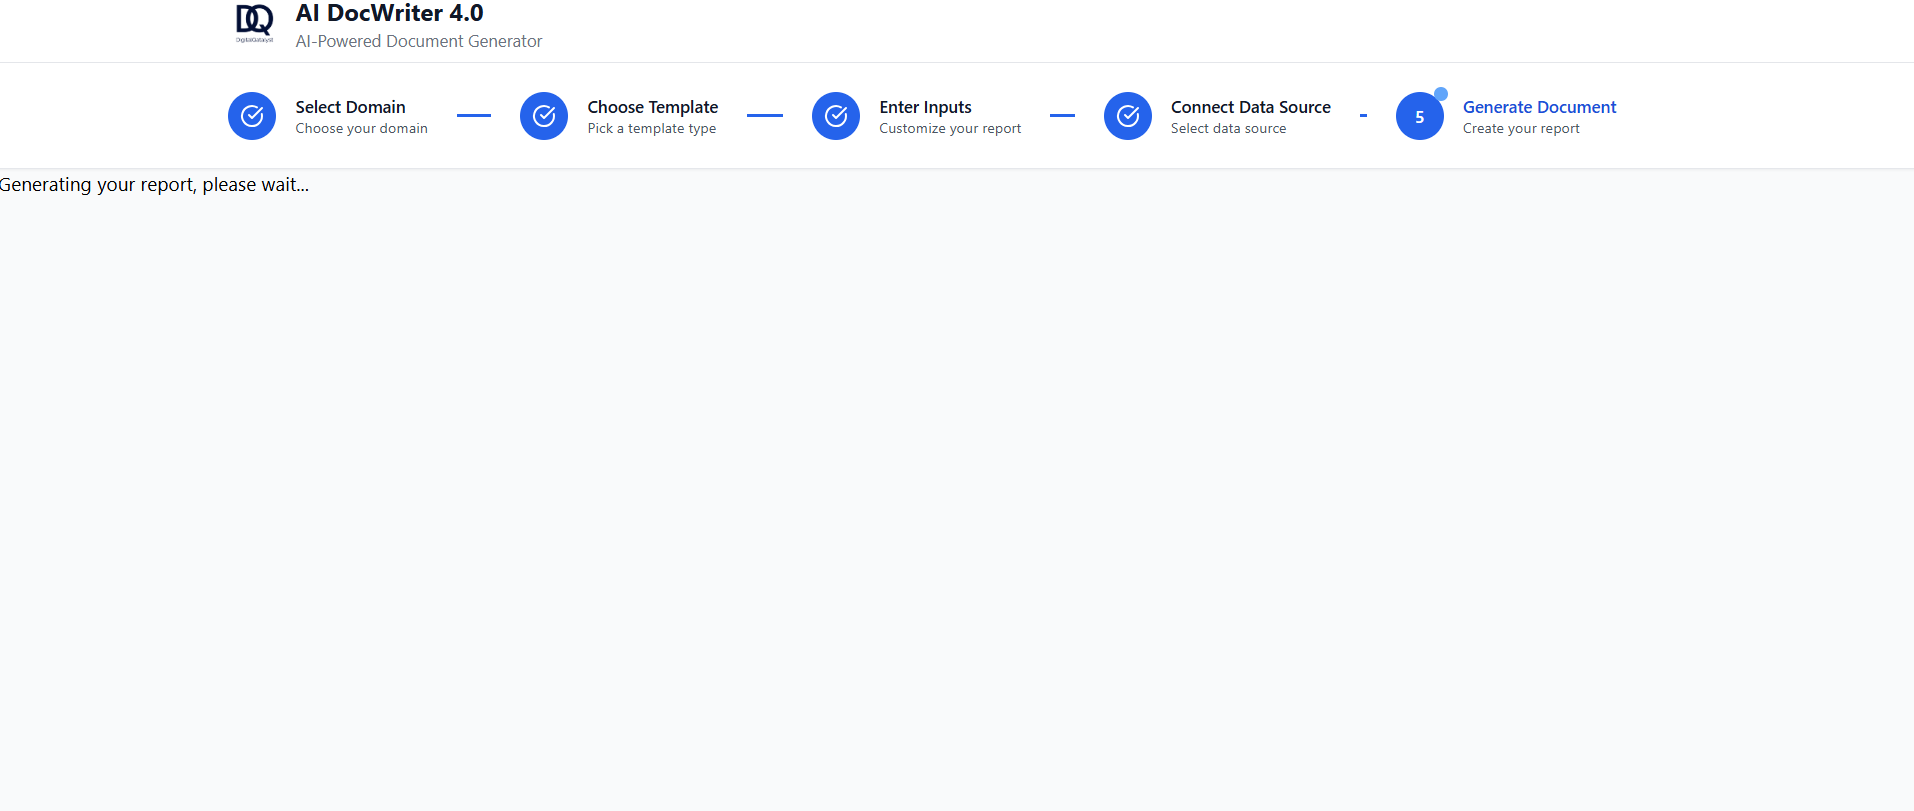 DQ
DigitalQatalyst
AI DocWriter 4.0
AI-Powered Document Generator
Select Domain
Choose your domain
Choose Template
Pick a template type
Enter Inputs
Customize your report
Connect Data Source
Select data source
5
Generate Document
Create your report
Generating your report, please wait...